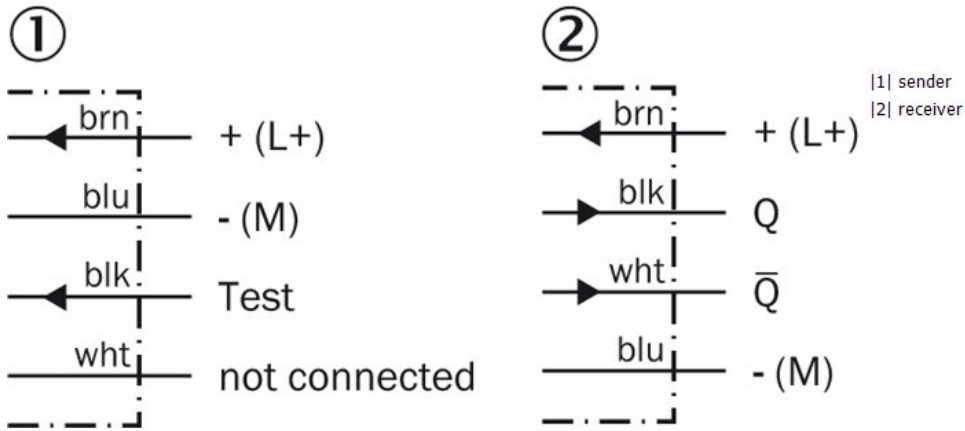 ①
brn + (L+)
blu - (M)
blk Test
wht not connected
②
brn + (L+)
blk Q
wht Q̅
blu - (M)
|1| sender
|2| receiver